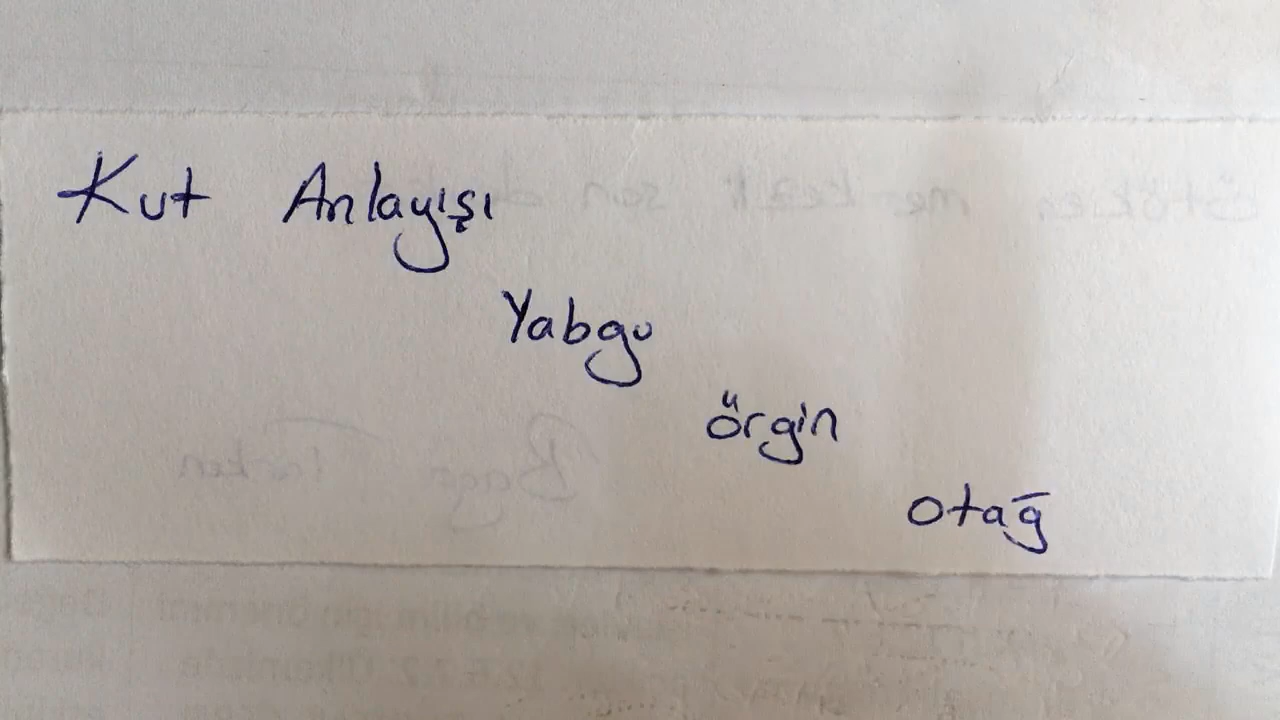 Kut Anlayışı
Yabgu
örgin
otağ